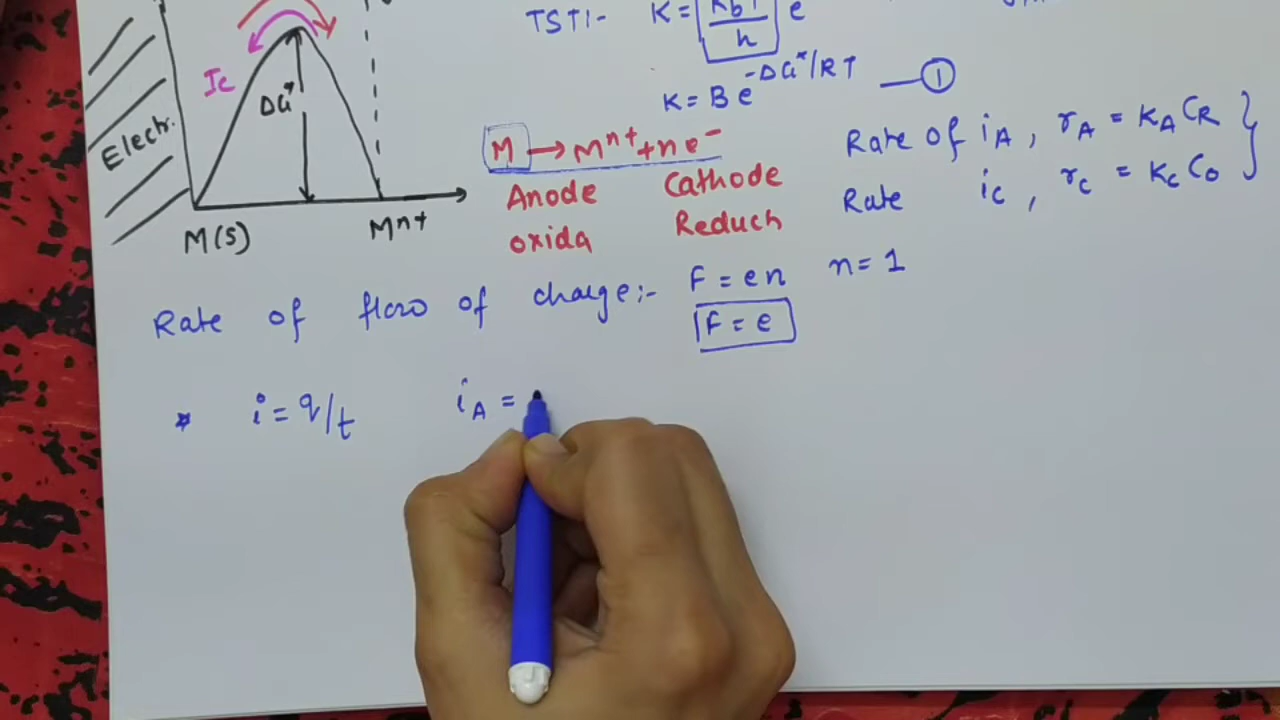 TST:- K = KbT/h e
K = B e^-ΔG*/RT —①
Ic
ΔG*
Electr.
M(s)
Mn+
M → Mn+ + ne-
Anode Cathode
oxida Reduch
Rate of iA, rA = KA CR
Rate ic, rc = Kc Co
Rate of flow of charge:- F = en n = 1
F = e
* i = q/t iA =